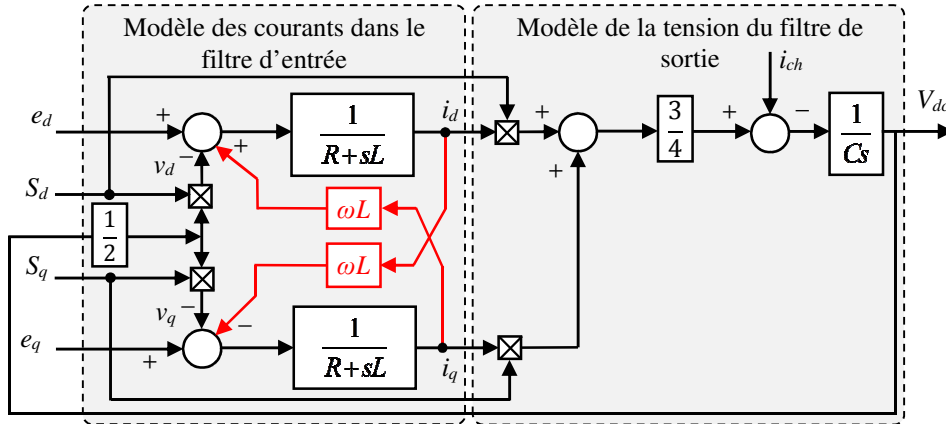 Modèle des courants dans le
filtre d'entrée
Modèle de la tension du filtre de
sortie
i_ch
V_dc
e_d
+
v_d
−
+
1
R+sL
i_d
+
+
3
4
+
−
1
Cs
S_d
1
2
ωL
ωL
S_q
v_q
−
−
e_q
+
1
R+sL
i_q